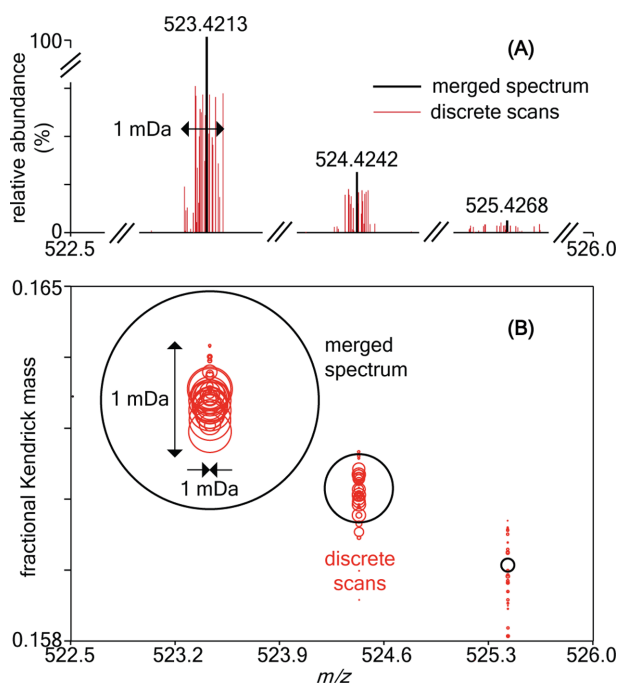 523.4213
(A)
100
merged spectrum
discrete scans
relative abundance
(%)
1 mDa
524.4242
525.4268
0
522.5
526.0
0.165
(B)
merged
spectrum
1 mDa
1 mDa
fractional Kendrick mass
discrete
scans
0.158
522.5
523.2
523.9
524.6
525.3
526.0
m/z